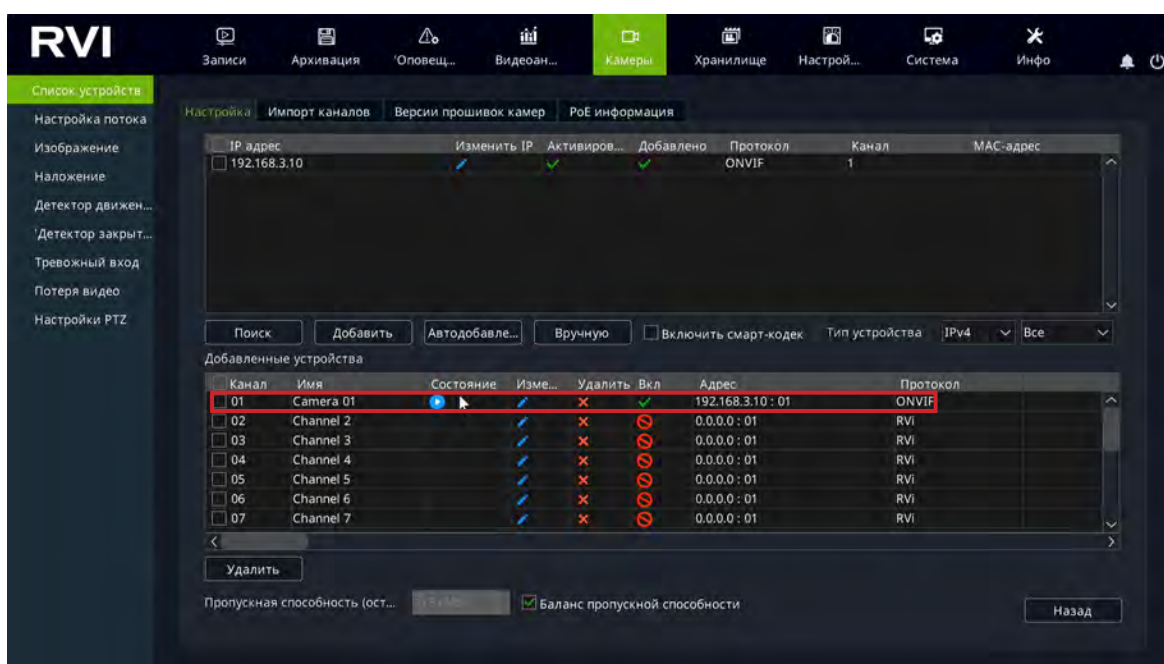 RVI
Записи Архивация 'Оповещ... Видеоан... Камеры Хранилище Настрой... Система Инфо
Список устройств
Настройка потока
Изображение
Наложение
Детектор движен...
'Детектор закрыт...
Тревожный вход
Потеря видео
Настройки PTZ
Настройка Импорт каналов Версии прошивок камер PoE информация
IP адрес Изменить IP Активиров... Добавлено Протокол Канал MAC-адрес
192.168.3.10 ONVIF 1
Поиск Добавить Автодобавле... Вручную Включить смарт-кодек Тип устройства IPv4 Все
Добавленные устройства
Канал Имя Состояние Изме... Удалить Вкл Адрес Протокол
01 Camera 01 192.168.3.10 : 01 ONVIF
02 Channel 2 0.0.0.0 : 01 RVi
03 Channel 3 0.0.0.0 : 01 RVi
04 Channel 4 0.0.0.0 : 01 RVi
05 Channel 5 0.0.0.0 : 01 RVi
06 Channel 6 0.0.0.0 : 01 RVi
07 Channel 7 0.0.0.0 : 01 RVi
Удалить
Пропускная способность (ост... Баланс пропускной способности
Назад